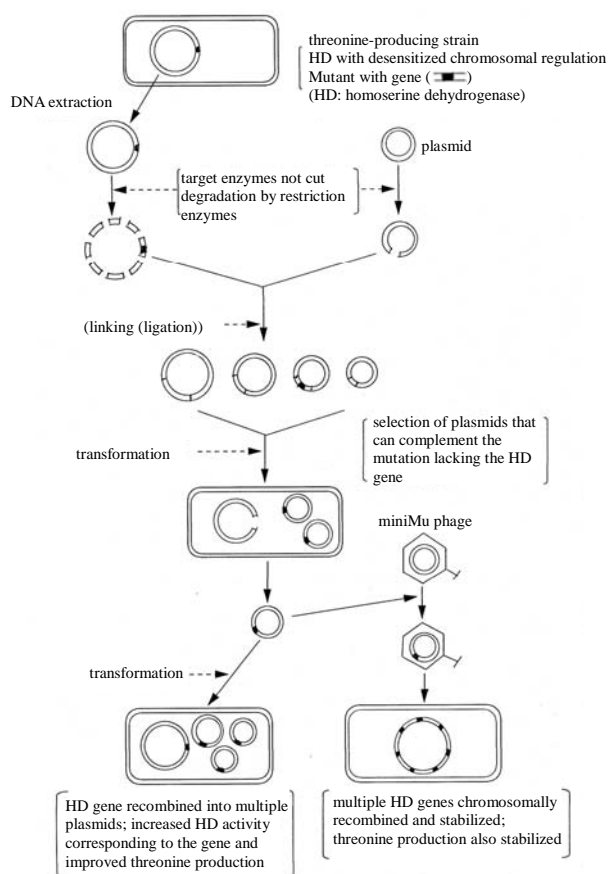 threonine-producing strain
HD with desensitized chromosomal regulation
Mutant with gene ( )
(HD: homoserine dehydrogenase)
DNA extraction
plasmid
target enzymes not cut
degradation by restriction
enzymes
(linking (ligation))
selection of plasmids that
can complement the
mutation lacking the HD
gene
transformation
miniMu phage
transformation
HD gene recombined into multiple
plasmids; increased HD activity
corresponding to the gene and
improved threonine production
multiple HD genes chromosomally
recombined and stabilized;
threonine production also stabilized